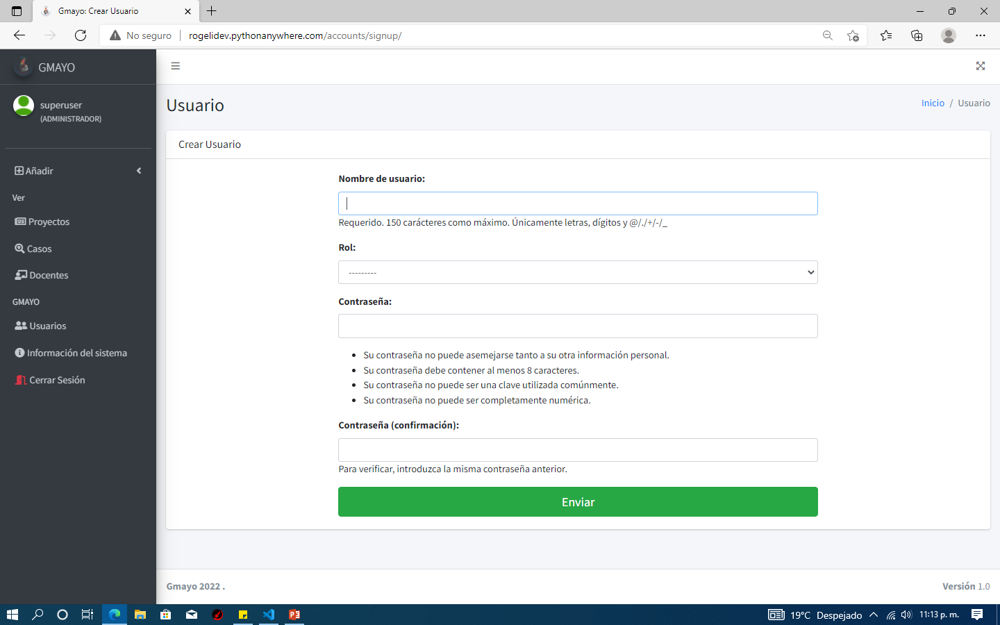 Gmayo: Crear Usuario
No seguro
rogelidev.pythonanywhere.com/accounts/signup/
GMAYO
superuser
(ADMINISTRADOR)
Añadir
Ver
Proyectos
Casos
Docentes
GMAYO
Usuarios
Información del sistema
Cerrar Sesión
Usuario
Inicio / Usuario
Crear Usuario
Nombre de usuario:
Requerido. 150 carácteres como máximo. Únicamente letras, dígitos y @/./+/-/_
Rol:
---------
Contraseña:
Su contraseña no puede asemejarse tanto a su otra información personal.
Su contraseña debe contener al menos 8 caracteres.
Su contraseña no puede ser una clave utilizada comúnmente.
Su contraseña no puede ser completamente numérica.
Contraseña (confirmación):
Para verificar, introduzca la misma contraseña anterior.
Enviar
Gmayo 2022 .
Versión 1.0
19°C Despejado
11:13 p. m.